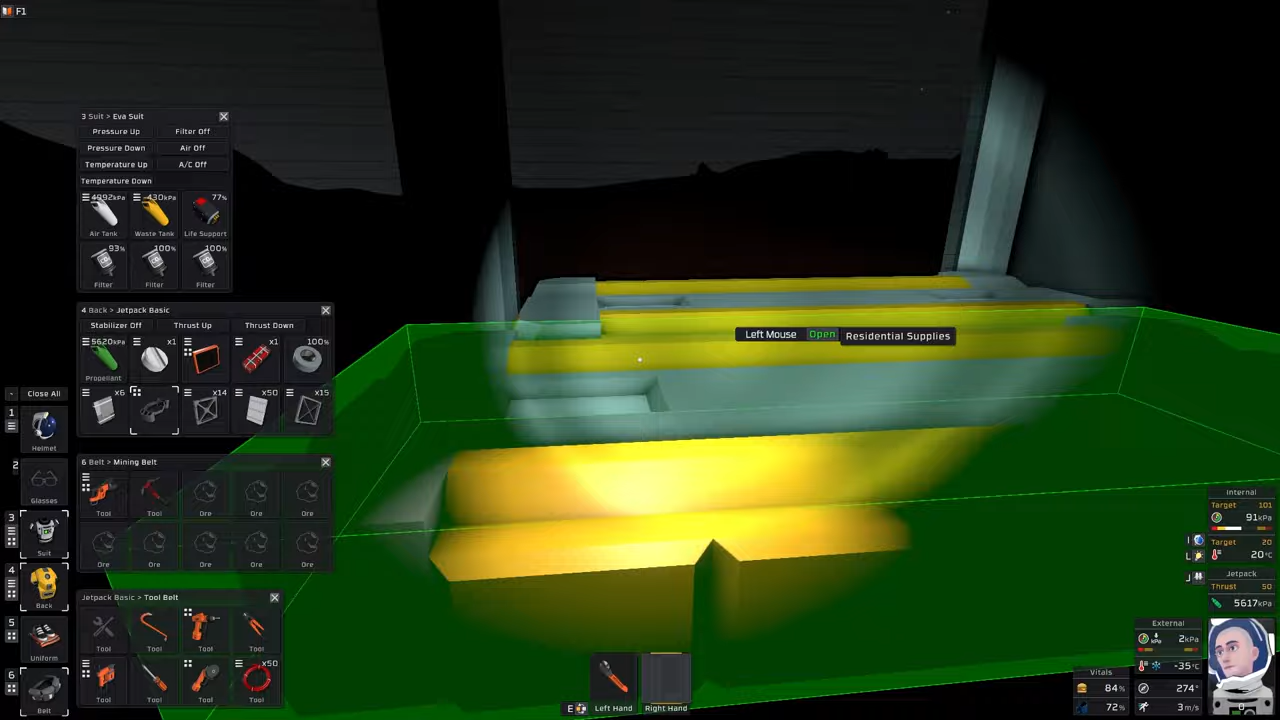 F1
3 Suit > Eva Suit
Pressure Up Filter Off
Pressure Down Air Off
Temperature Up A/C Off
Temperature Down
4992kPa 430kPa 77%
Air Tank Waste Tank Life Support
93% 100% 100%
Filter Filter Filter
4 Back > Jetpack Basic
Stabilizer Off Thrust Up Thrust Down
5620kPa x1 x1 100%
Propellant
x6 x14 x50 x15
6 Belt > Mining Belt
Tool Tool Ore Ore Ore
Ore Ore Ore Ore Ore
Jetpack Basic > Tool Belt
Tool Tool Tool Tool
x50
Tool Tool Tool Tool
- Close All
1
Helmet
2
Glasses
3
Suit
4
Back
5
Uniform
6
Belt
Left Mouse Open Residential Supplies
E Left Hand Right Hand
Internal
Target 101
91kPa
Target 20
20°C
Jetpack
Thrust 50
5617kPa
External
2kPa
-35°C
Vitals
84% 274°
72% 3m/s
0